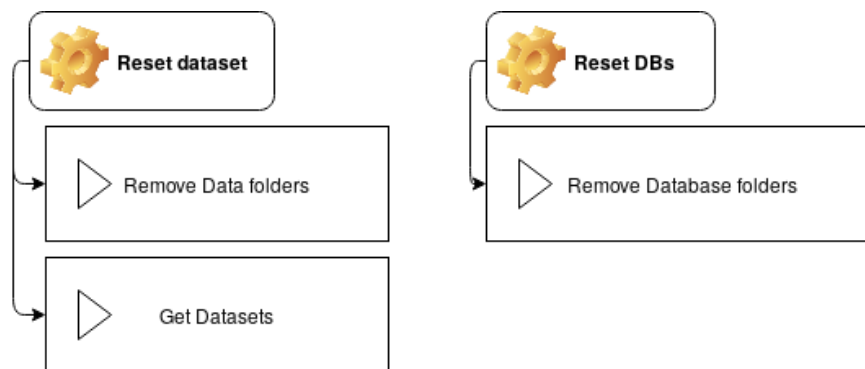 Reset dataset
Remove Data folders
Get Datasets
Reset DBs
Remove Database folders